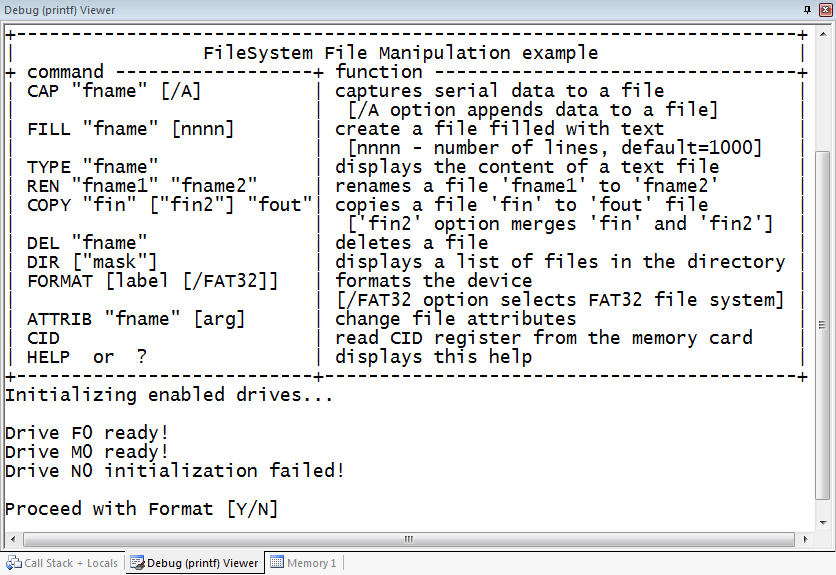 Debug (printf) Viewer
+-----------------------------------------------------------------------+
|                 FileSystem File Manipulation example                  |
+ command ------------------+ function ---------------------------------+
| CAP "fname" [/A]          | captures serial data to a file            |
|                           |  [/A option appends data to a file]       |
| FILL "fname" [nnnn]       | create a file filled with text            |
|                           |  [nnnn - number of lines, default=1000]   |
| TYPE "fname"              | displays the content of a text file       |
| REN "fname1" "fname2"     | renames a file 'fname1' to 'fname2'       |
| COPY "fin" ["fin2"] "fout"| copies a file 'fin' to 'fout' file        |
|                           |  ['fin2' option merges 'fin' and 'fin2']  |
| DEL "fname"               | deletes a file                            |
| DIR ["mask"]              | displays a list of files in the directory |
| FORMAT [label [/FAT32]]   | formats the device                        |
|                           | [/FAT32 option selects FAT32 file system] |
| ATTRIB "fname" [arg]      | change file attributes                    |
| CID                       | read CID register from the memory card    |
| HELP  or  ?               | displays this help                        |
+---------------------------+-------------------------------------------+
Initializing enabled drives...
Drive F0 ready!
Drive M0 ready!
Drive N0 initialization failed!
Proceed with Format [Y/N]
Call Stack + Locals Debug (printf) Viewer Memory 1